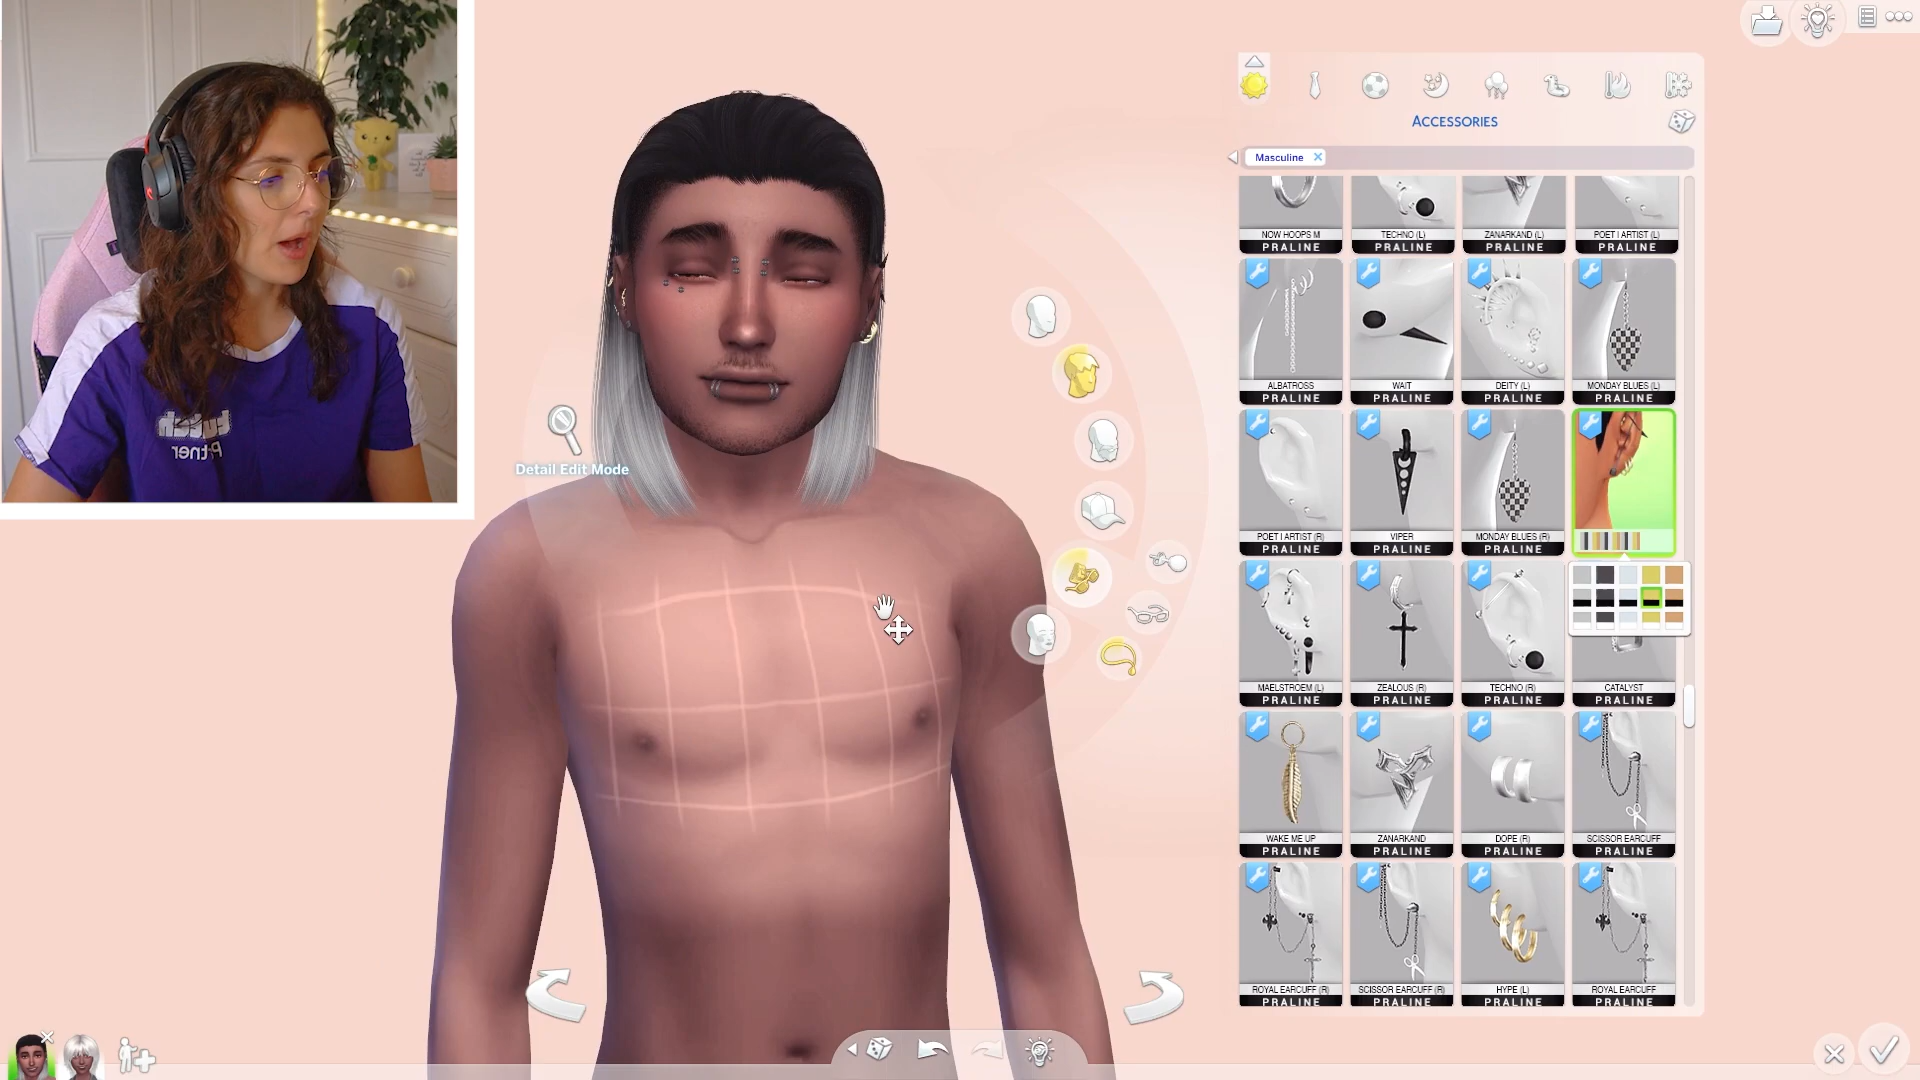 ACCESSORIES
Masculine
NOW HOOPS M
PRALINE
TECHNO (L)
PRALINE
ZANARKAND (L)
PRALINE
POET | ARTIST (L)
PRALINE
ALBATROSS
PRALINE
WAIT
PRALINE
DEITY (L)
PRALINE
MONDAY BLUES (L)
PRALINE
Detail Edit Mode
POET | ARTIST (R)
PRALINE
VIPER
PRALINE
MONDAY BLUES (R)
PRALINE
MAELSTROEM (L)
PRALINE
ZEALOUS (R)
PRALINE
TECHNO (R)
PRALINE
CATALYST
PRALINE
WAKE ME UP
PRALINE
ZANARKAND
PRALINE
DOPE (R)
PRALINE
SCISSOR EARCUFF
PRALINE
ROYAL EARCUFF (R)
PRALINE
SCISSOR EARCUFF (R)
PRALINE
HYPE (L)
PRALINE
ROYAL EARCUFF
PRALINE